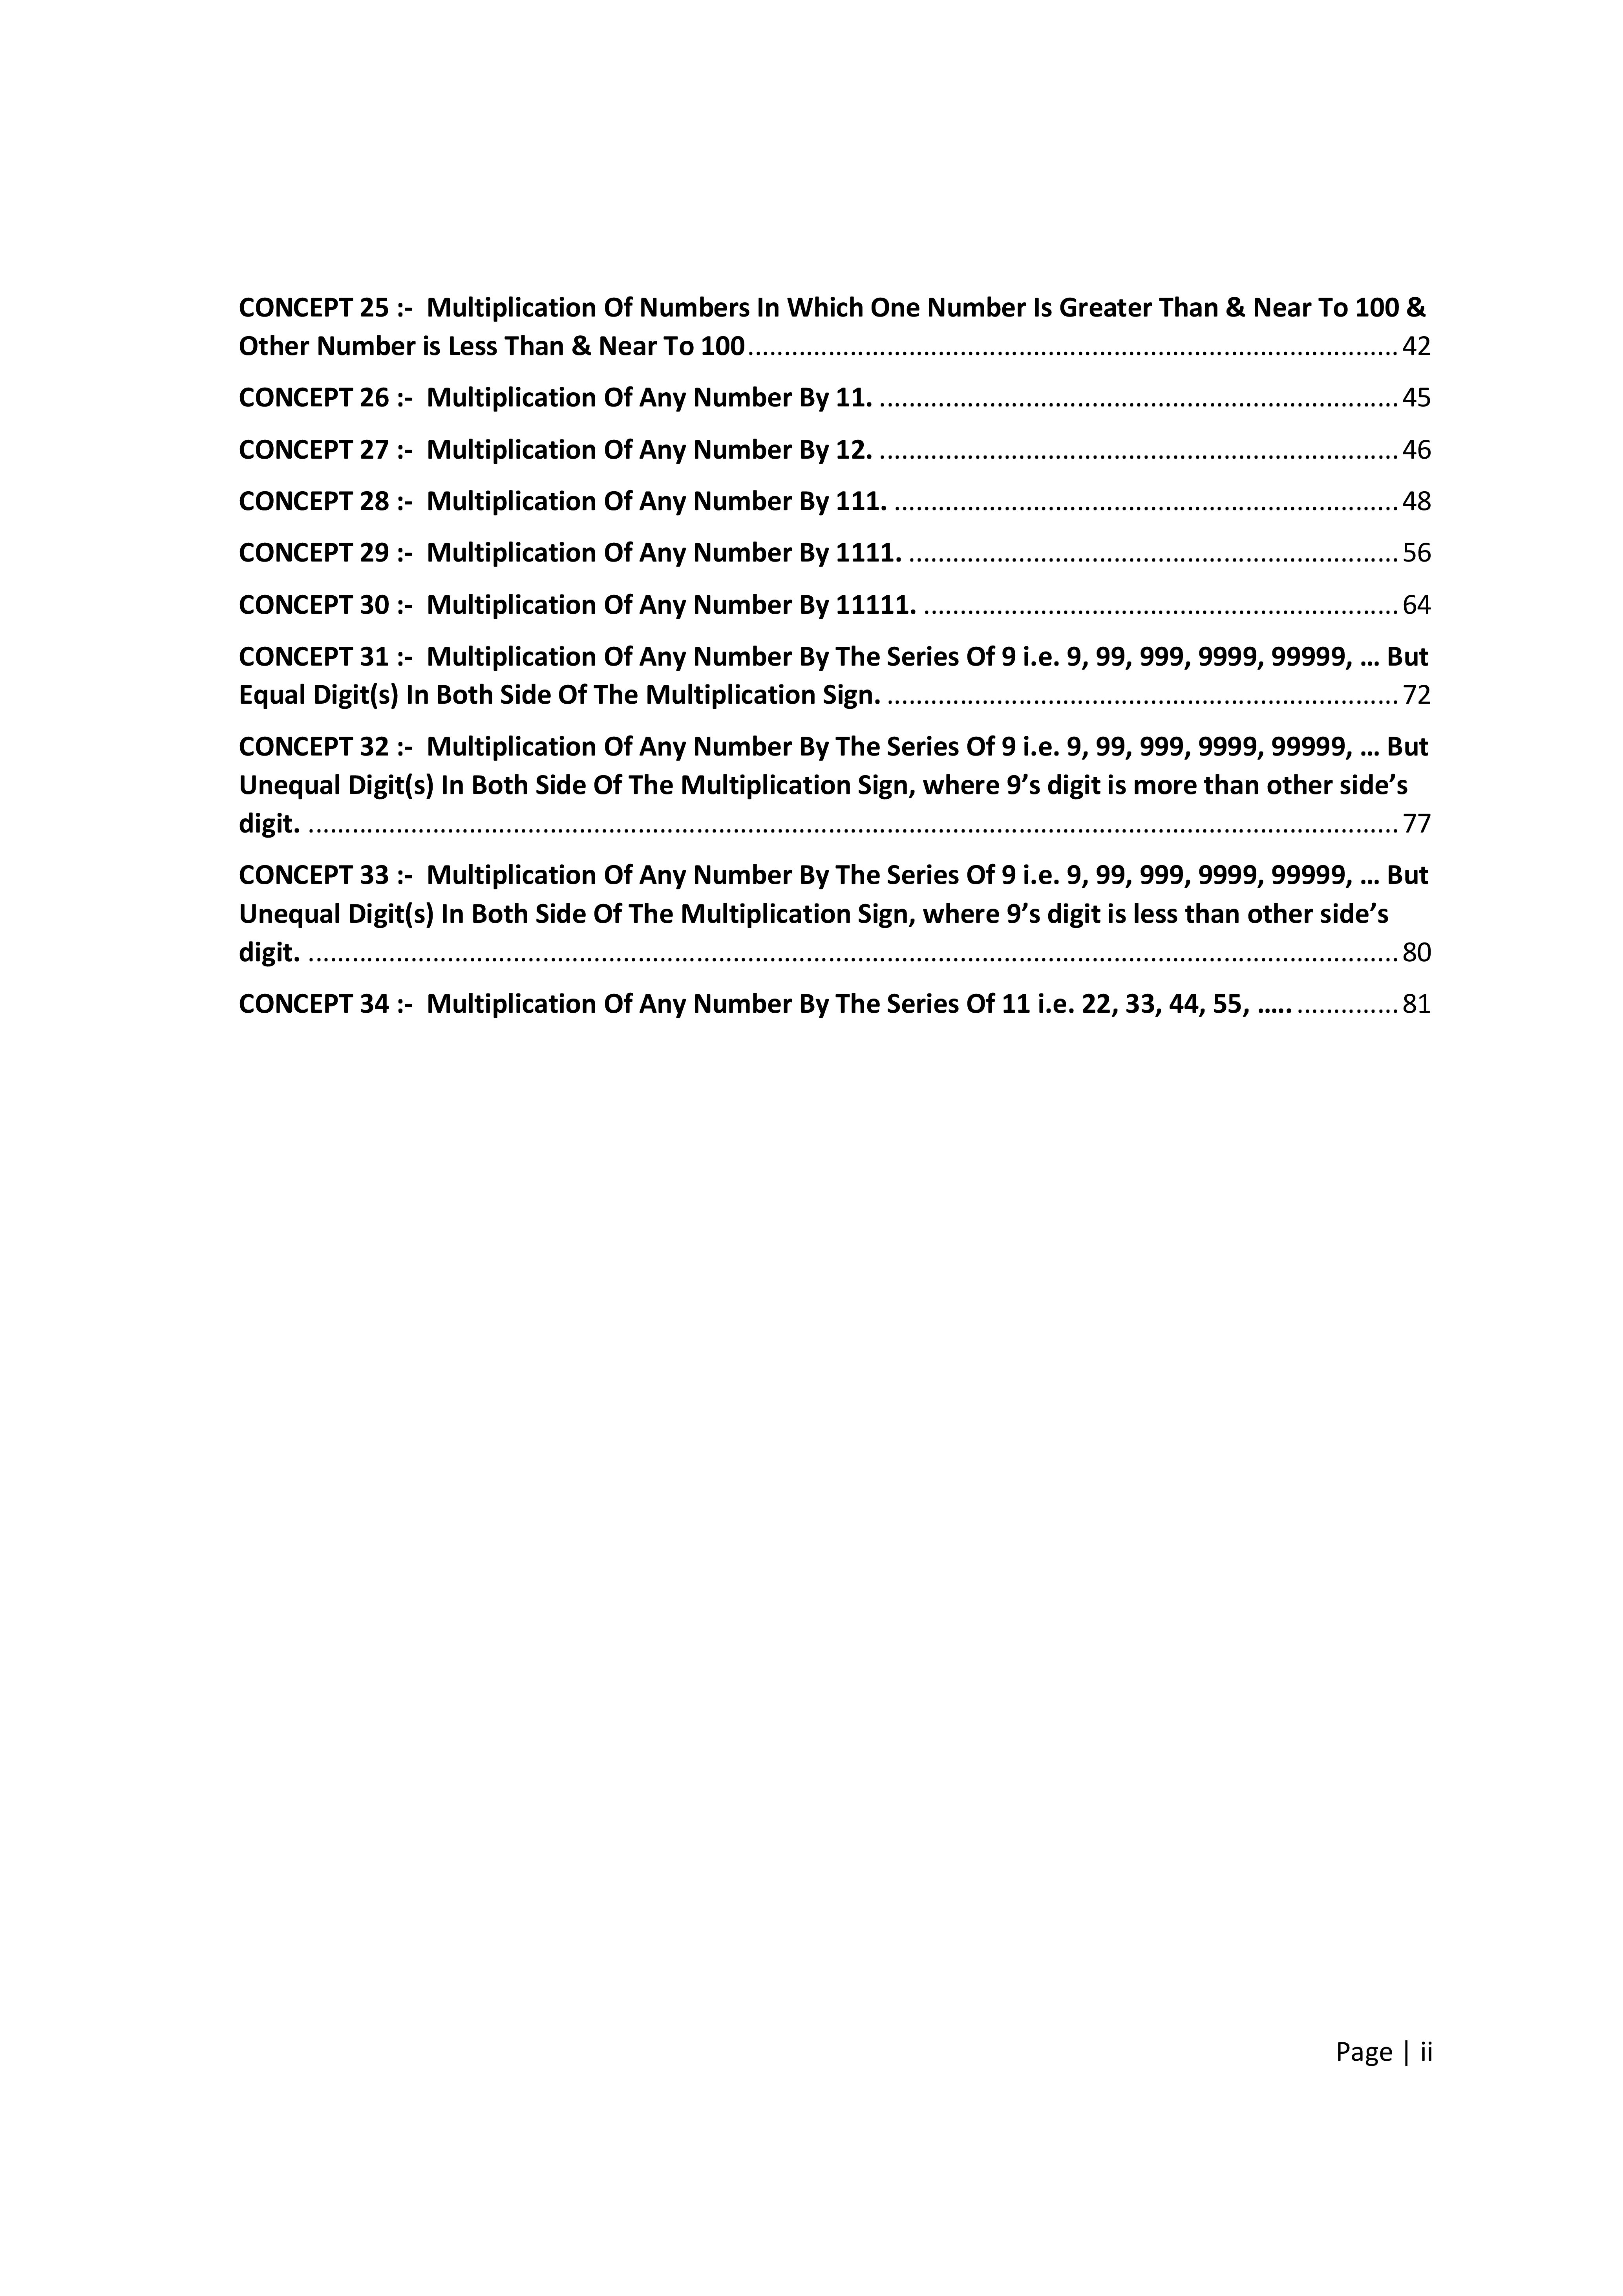 CONCEPT 25 :- Multiplication Of Numbers In Which One Number Is Greater Than & Near To 100 &
Other Number is Less Than & Near To 100........................................................................................ 42
CONCEPT 26 :- Multiplication Of Any Number By 11. ...................................................................... 45
CONCEPT 27 :- Multiplication Of Any Number By 12. ...................................................................... 46
CONCEPT 28 :- Multiplication Of Any Number By 111. .................................................................... 48
CONCEPT 29 :- Multiplication Of Any Number By 1111. .................................................................. 56
CONCEPT 30 :- Multiplication Of Any Number By 11111. ................................................................ 64
CONCEPT 31 :- Multiplication Of Any Number By The Series Of 9 i.e. 9, 99, 999, 9999, 99999, … But
Equal Digit(s) In Both Side Of The Multiplication Sign. ..................................................................... 72
CONCEPT 32 :- Multiplication Of Any Number By The Series Of 9 i.e. 9, 99, 999, 9999, 99999, … But
Unequal Digit(s) In Both Side Of The Multiplication Sign, where 9’s digit is more than other side’s
digit. .................................................................................................................................................... 77
CONCEPT 33 :- Multiplication Of Any Number By The Series Of 9 i.e. 9, 99, 999, 9999, 99999, … But
Unequal Digit(s) In Both Side Of The Multiplication Sign, where 9’s digit is less than other side’s
digit. .................................................................................................................................................... 80
CONCEPT 34 :- Multiplication Of Any Number By The Series Of 11 i.e. 22, 33, 44, 55, ….. .............. 81
Page | ii